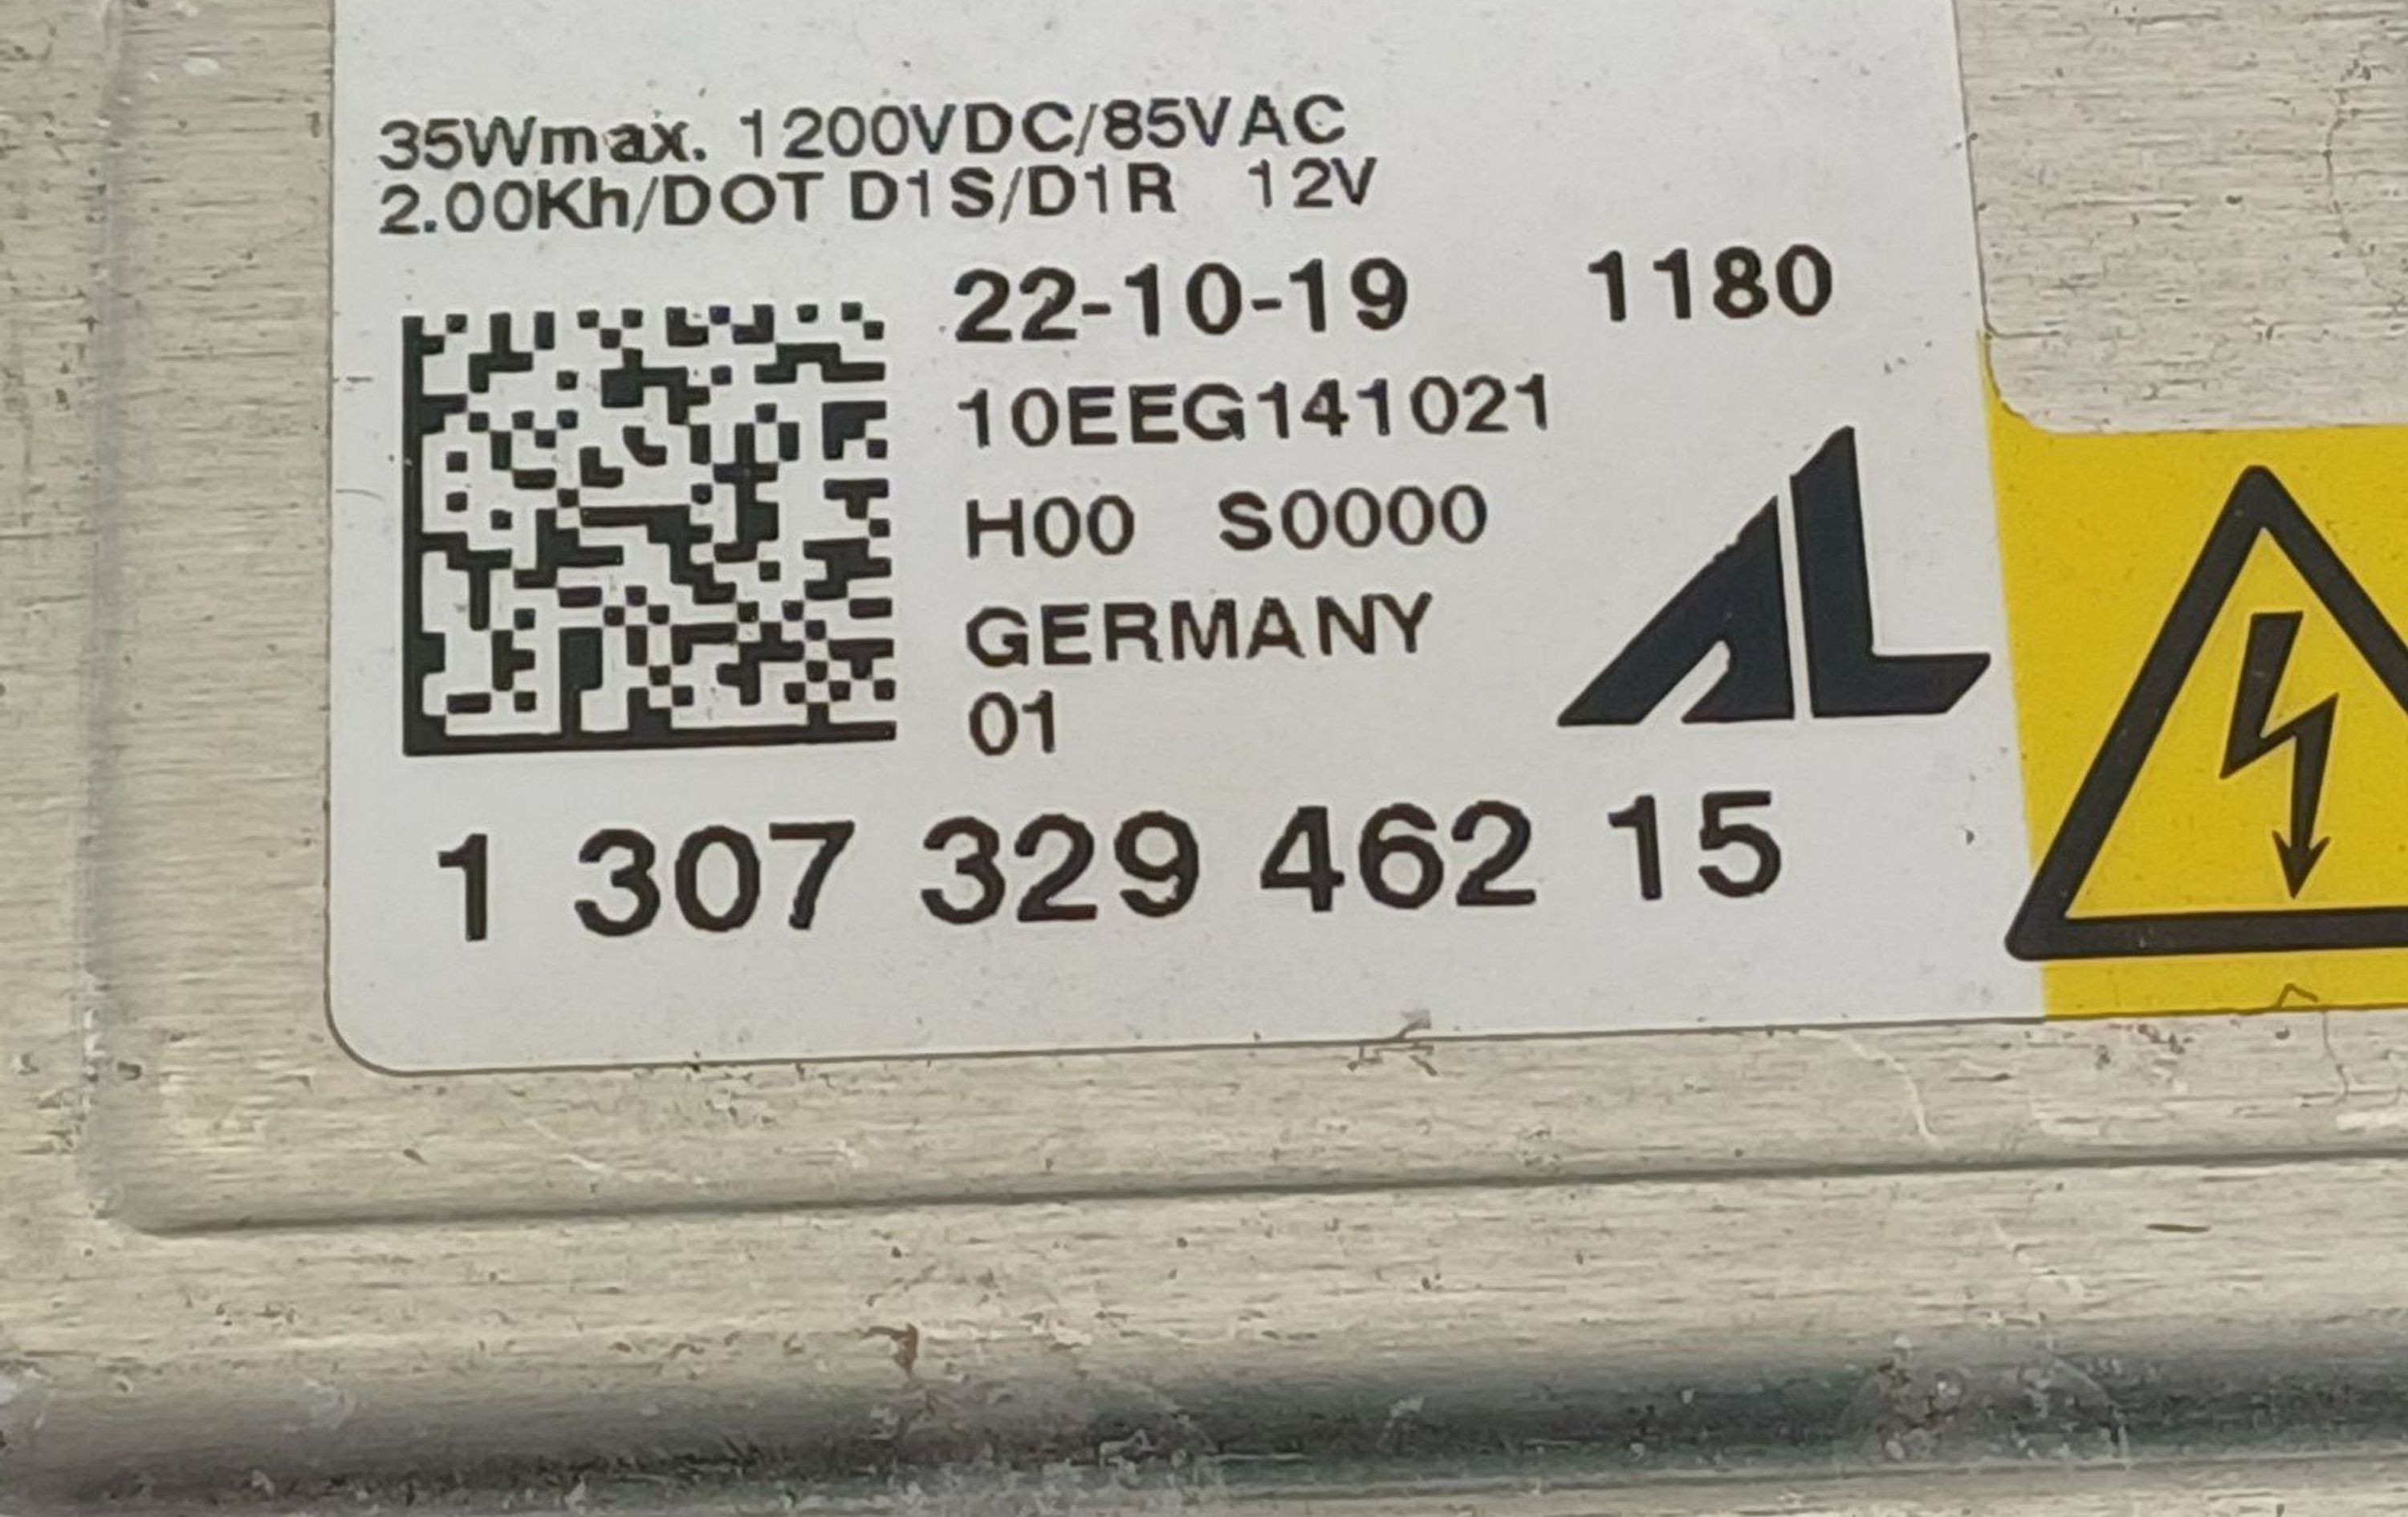 35Wmax. 1200VDC/85VAC
2.00Kh/DOT D1S/D1R 12V
22-10-19 1180
10EEG141021
H00 S0000
GERMANY
01
AL
1 307 329 462 15